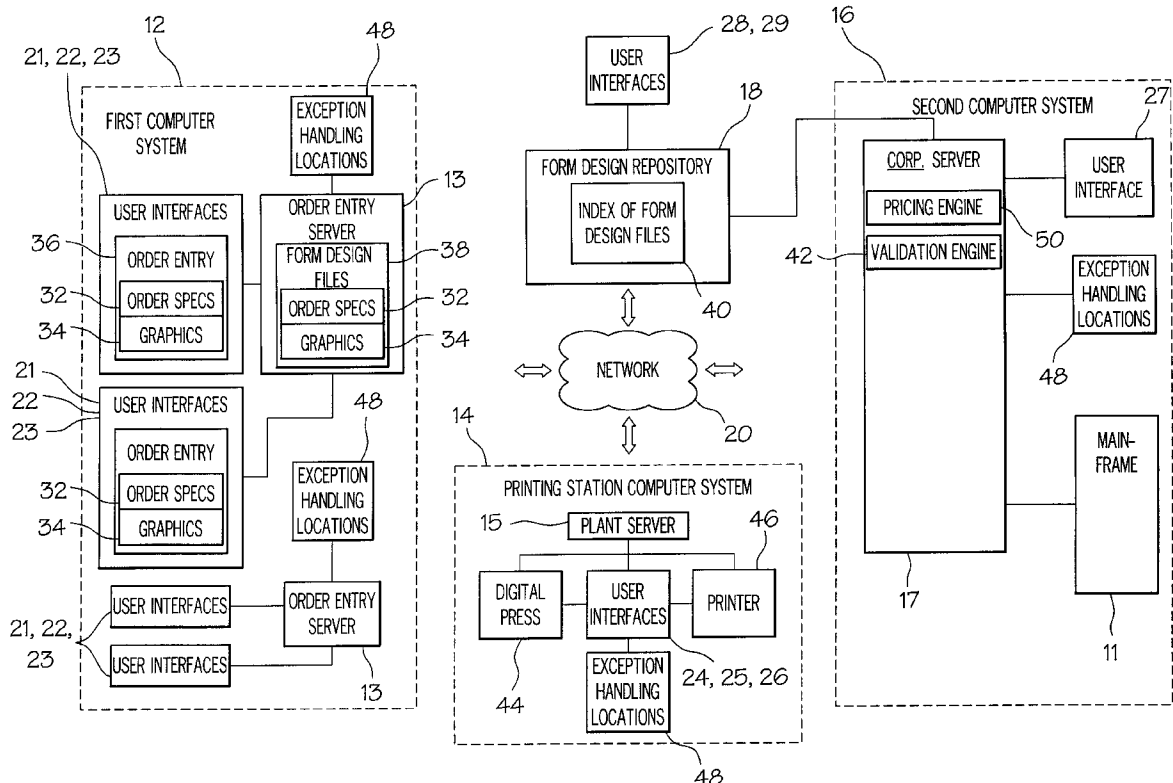 12
21, 22, 23
48
FIRST COMPUTER
SYSTEM
EXCEPTION
HANDLING
LOCATIONS
13
USER INTERFACES
36
ORDER ENTRY
32
ORDER SPECS
34
GRAPHICS
ORDER ENTRY
SERVER
FORM DESIGN
FILES
38
ORDER SPECS
32
GRAPHICS
34
21
22
23
USER INTERFACES
ORDER ENTRY
32
ORDER SPECS
34
GRAPHICS
48
EXCEPTION
HANDLING
LOCATIONS
USER INTERFACES
21, 22,
23
USER INTERFACES
ORDER ENTRY
SERVER
13
USER
INTERFACES
28, 29
18
FORM DESIGN REPOSITORY
INDEX OF FORM
DESIGN FILES
40
NETWORK
20
14
PRINTING STATION COMPUTER SYSTEM
15
PLANT SERVER
46
DIGITAL
PRESS
44
USER
INTERFACES
24, 25, 26
PRINTER
EXCEPTION
HANDLING
LOCATIONS
48
16
SECOND COMPUTER SYSTEM
27
CORP. SERVER
PRICING ENGINE
50
42
VALIDATION ENGINE
17
USER
INTERFACE
EXCEPTION
HANDLING
LOCATIONS
48
MAIN-
FRAME
11